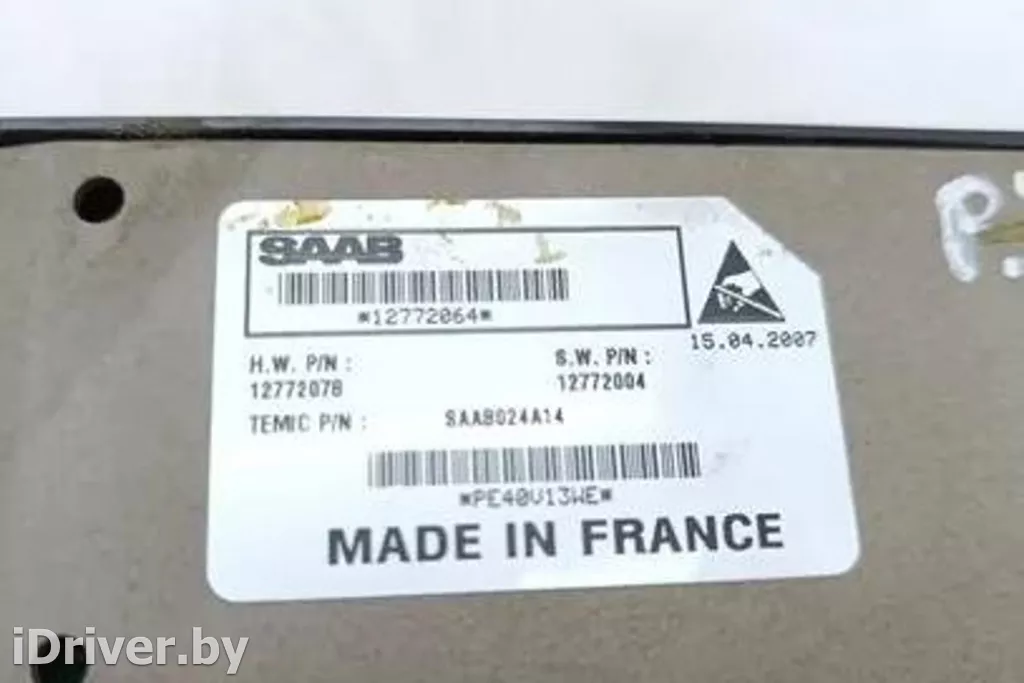 SAAB
*12772064*
15.04.2007
H.W. P/N :
S.W. P/N :
12772078
12772004
TEMIC P/N :
SAAB024A14
*PE40V13WE*
MADE IN FRANCE
iDriver.by